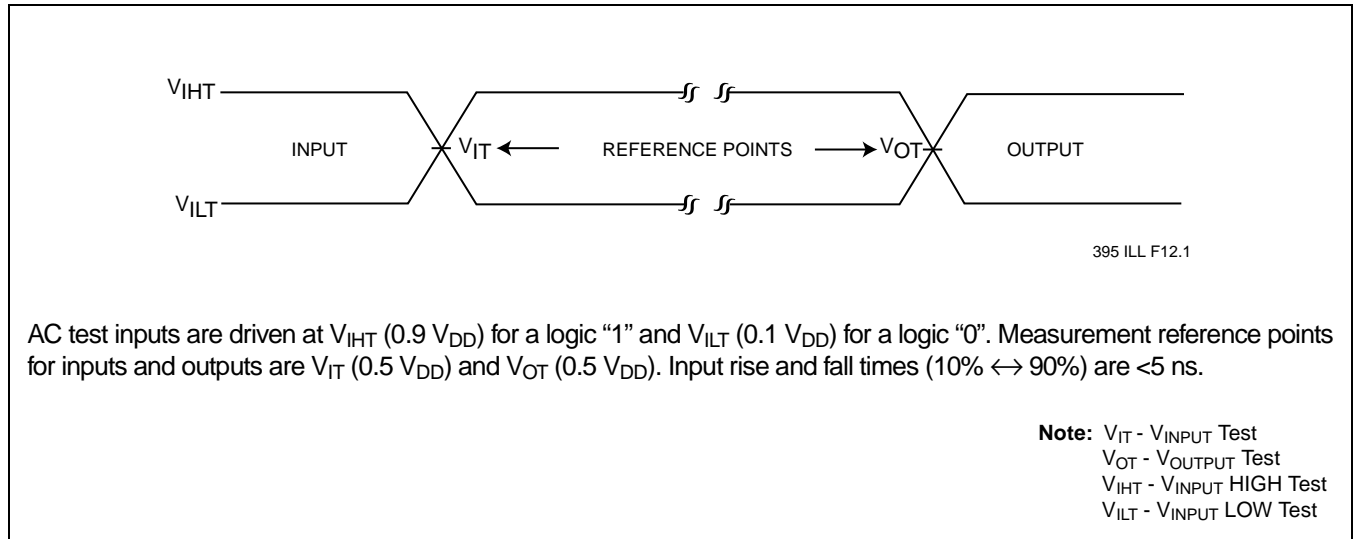 VIHT
INPUT VIT REFERENCE POINTS VOT OUTPUT
VILT
395 ILL F12.1
AC test inputs are driven at VIHT (0.9 VDD) for a logic “1” and VILT (0.1 VDD) for a logic “0”. Measurement reference points
for inputs and outputs are VIT (0.5 VDD) and VOT (0.5 VDD). Input rise and fall times (10% ↔ 90%) are <5 ns.
Note: VIT - VINPUT Test
VOT - VOUTPUT Test
VIHT - VINPUT HIGH Test
VILT - VINPUT LOW Test